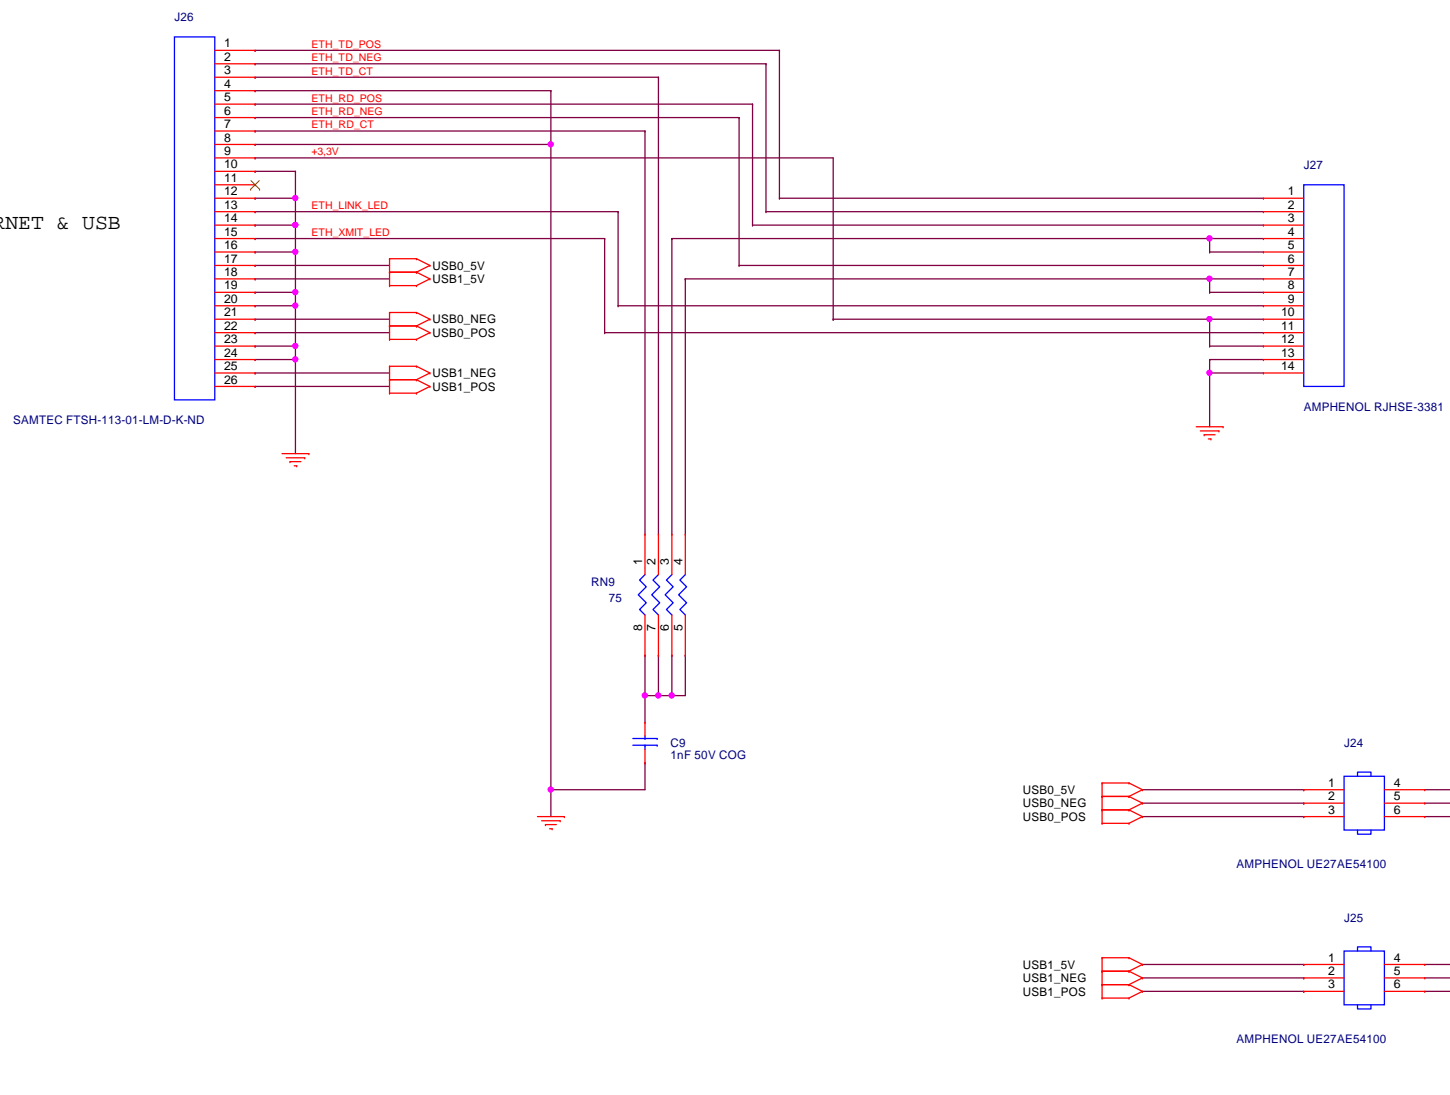 J26
1
ETH_TD_POS
2
ETH_TD_NEG
3
ETH_TD_CT
4
5
ETH_RD_POS
6
ETH_RD_NEG
7
ETH_RD_CT
8
9
+3,3V
10
11
12
13
ETH_LINK_LED
14
15
ETH_XMIT_LED
16
17
USB0_5V
18
USB1_5V
19
20
21
USB0_NEG
22
USB0_POS
23
24
25
USB1_NEG
26
USB1_POS
SAMTEC FTSH-113-01-LM-D-K-ND
RNET & USB
J27
1
2
3
4
5
6
7
8
9
10
11
12
13
14
AMPHENOL RJHSE-3381
1 2 3 4
RN9
75
8 7 6 5
C9
1nF 50V COG
J24
USB0_5V
1
4
USB0_NEG
2
5
USB0_POS
3
6
AMPHENOL UE27AE54100
J25
USB1_5V
1
4
USB1_NEG
2
5
USB1_POS
3
6
AMPHENOL UE27AE54100